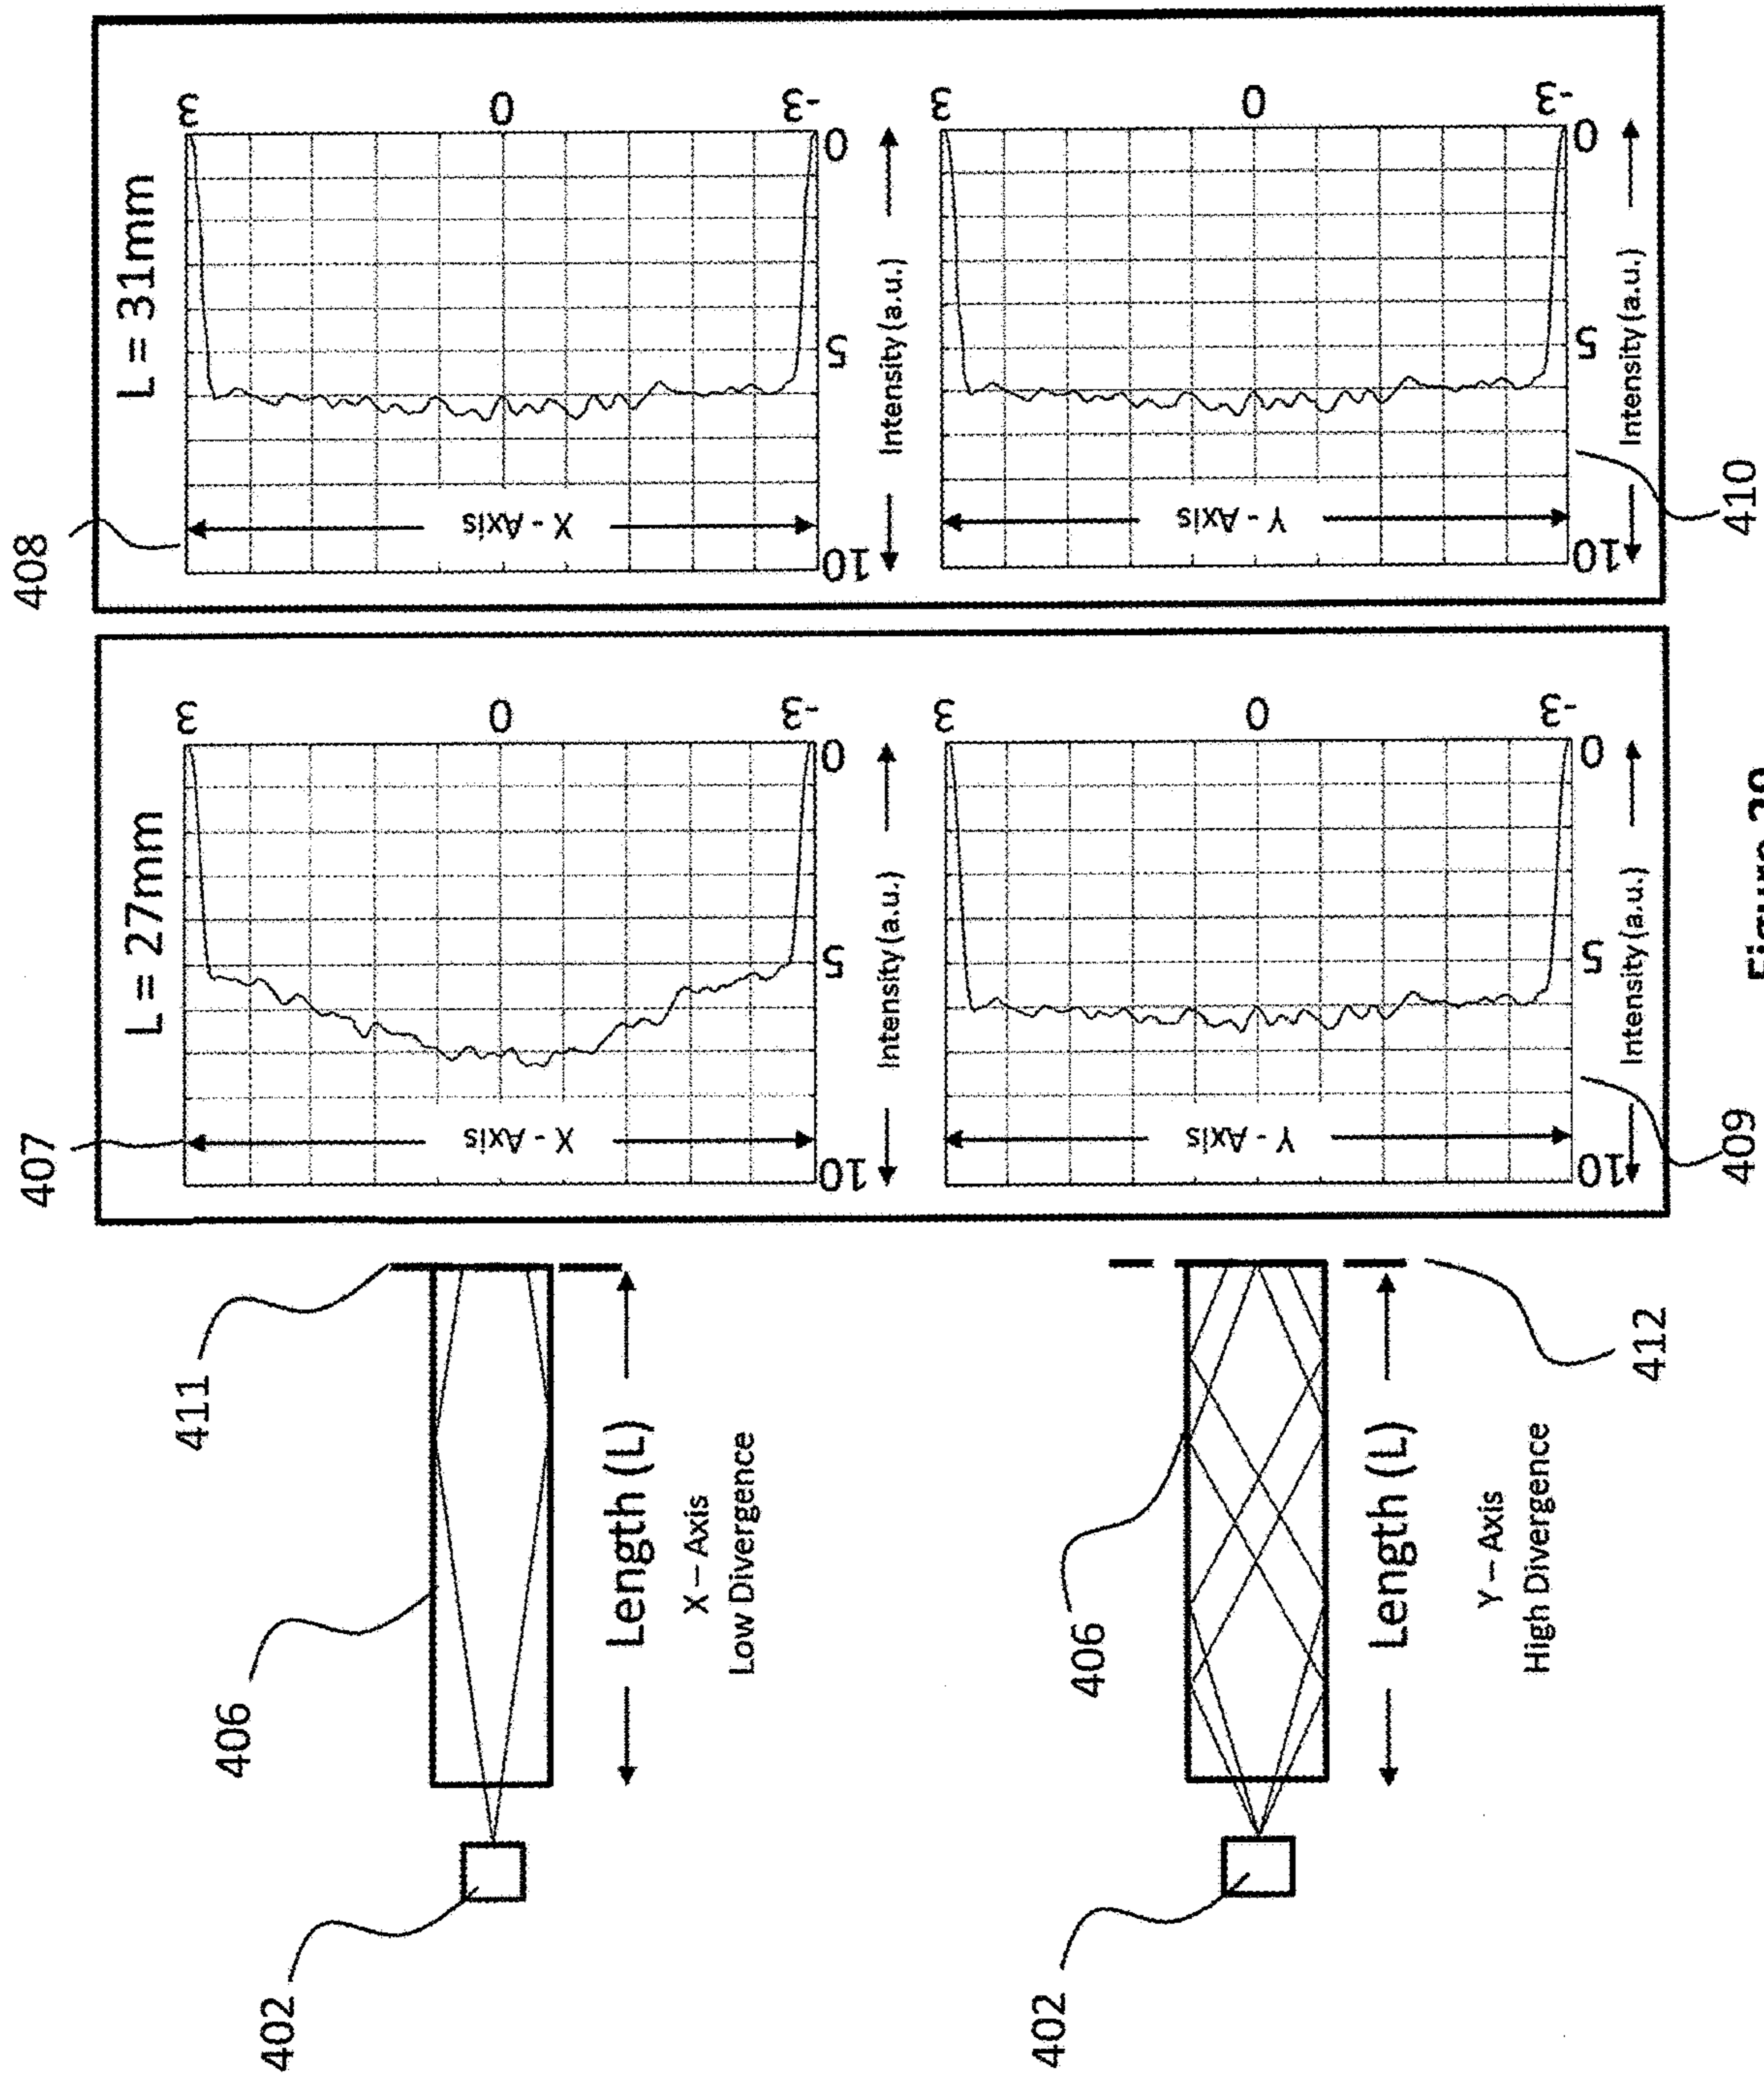 402
406
411
Length (L)
X – Axis
Low Divergence
407
L = 27mm
X - Axis
3
0
-3
10
5
0
Intensity (a.u.)
408
L = 31mm
X - Axis
3
0
-3
10
5
0
Intensity (a.u.)
402
406
412
Length (L)
Y – Axis
High Divergence
409
Y - Axis
3
0
-3
10
5
0
Intensity (a.u.)
410
Y - Axis
3
0
-3
10
5
0
Intensity (a.u.)
Figure